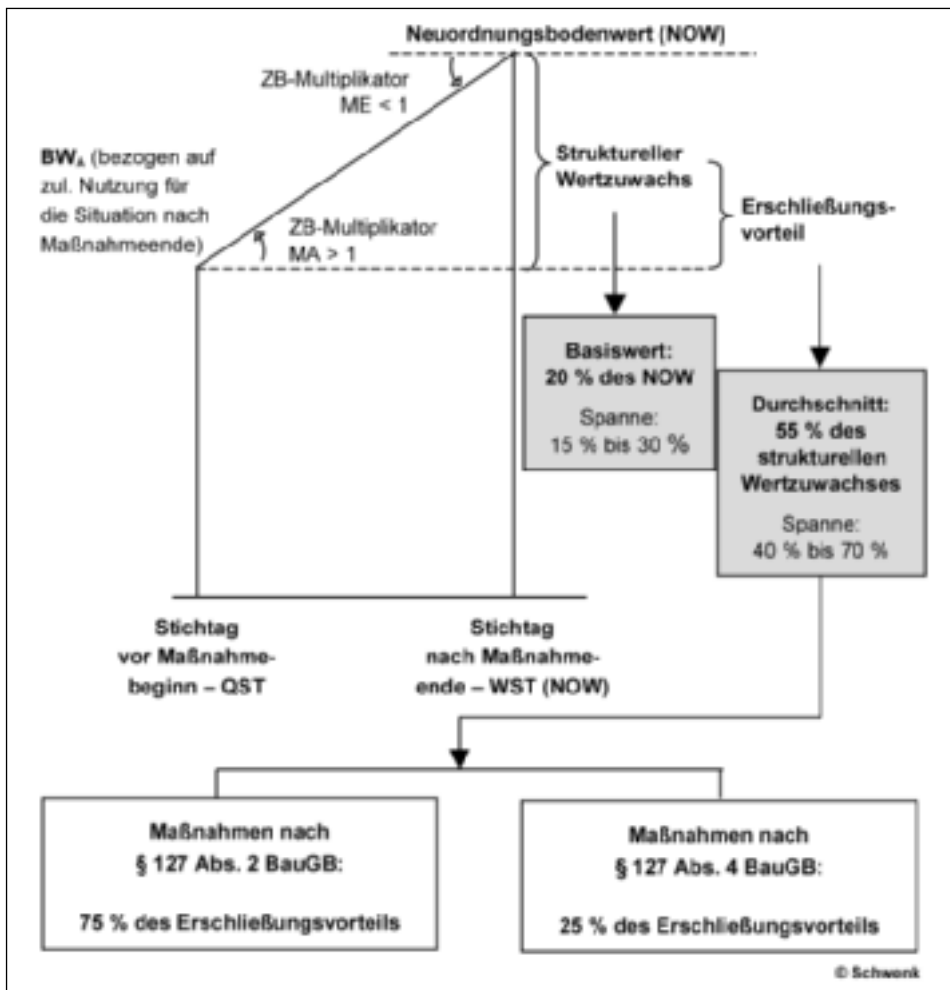 Neuordnungsbodenwert (NOW)
ZB-Multiplikator
ME < 1
BWA (bezogen auf
zul. Nutzung für
die Situation nach
Maßnahmeende)
ZB-Multiplikator
MA > 1
Struktureller
Wertzuwachs
Erschließungs-
vorteil
Basiswert:
20 % des NOW
Spanne:
15 % bis 30 %
Durchschnitt:
55 % des
strukturellen
Wertzuwachses
Spanne:
40 % bis 70 %
Stichtag
vor Maßnahme-
beginn – QST
Stichtag
nach Maßnahme-
ende – WST (NOW)
Maßnahmen nach
§ 127 Abs. 2 BauGB:
75 % des Erschließungsvorteils
Maßnahmen nach
§ 127 Abs. 4 BauGB:
25 % des Erschließungsvorteils
© Schwenk